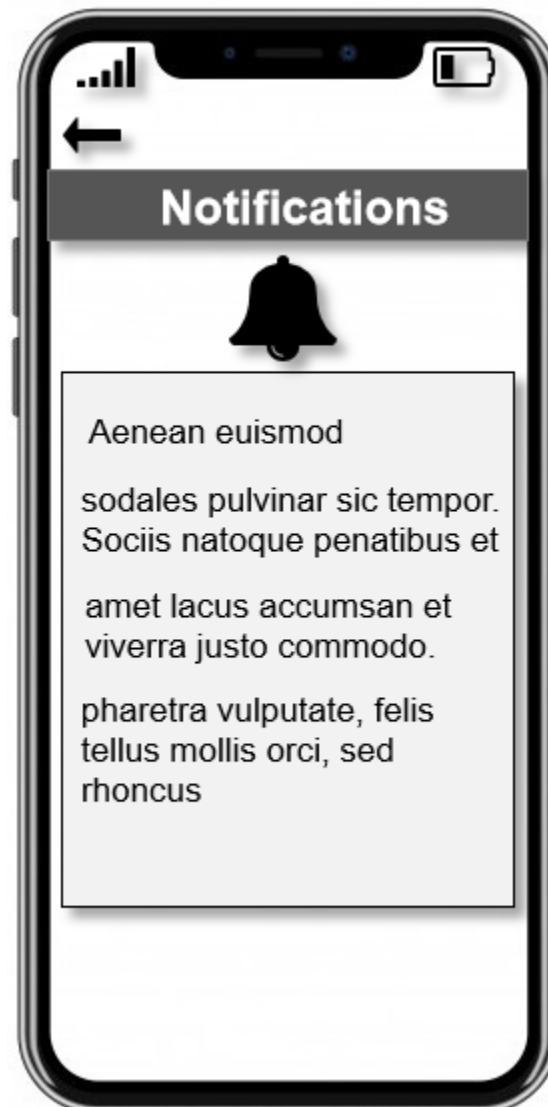 Notifications
Aenean euismod
sodales pulvinar sic tempor.
Sociis natoque penatibus et
amet lacus accumsan et
viverra justo commodo.
pharetra vulputate, felis
tellus mollis orci, sed
rhoncus